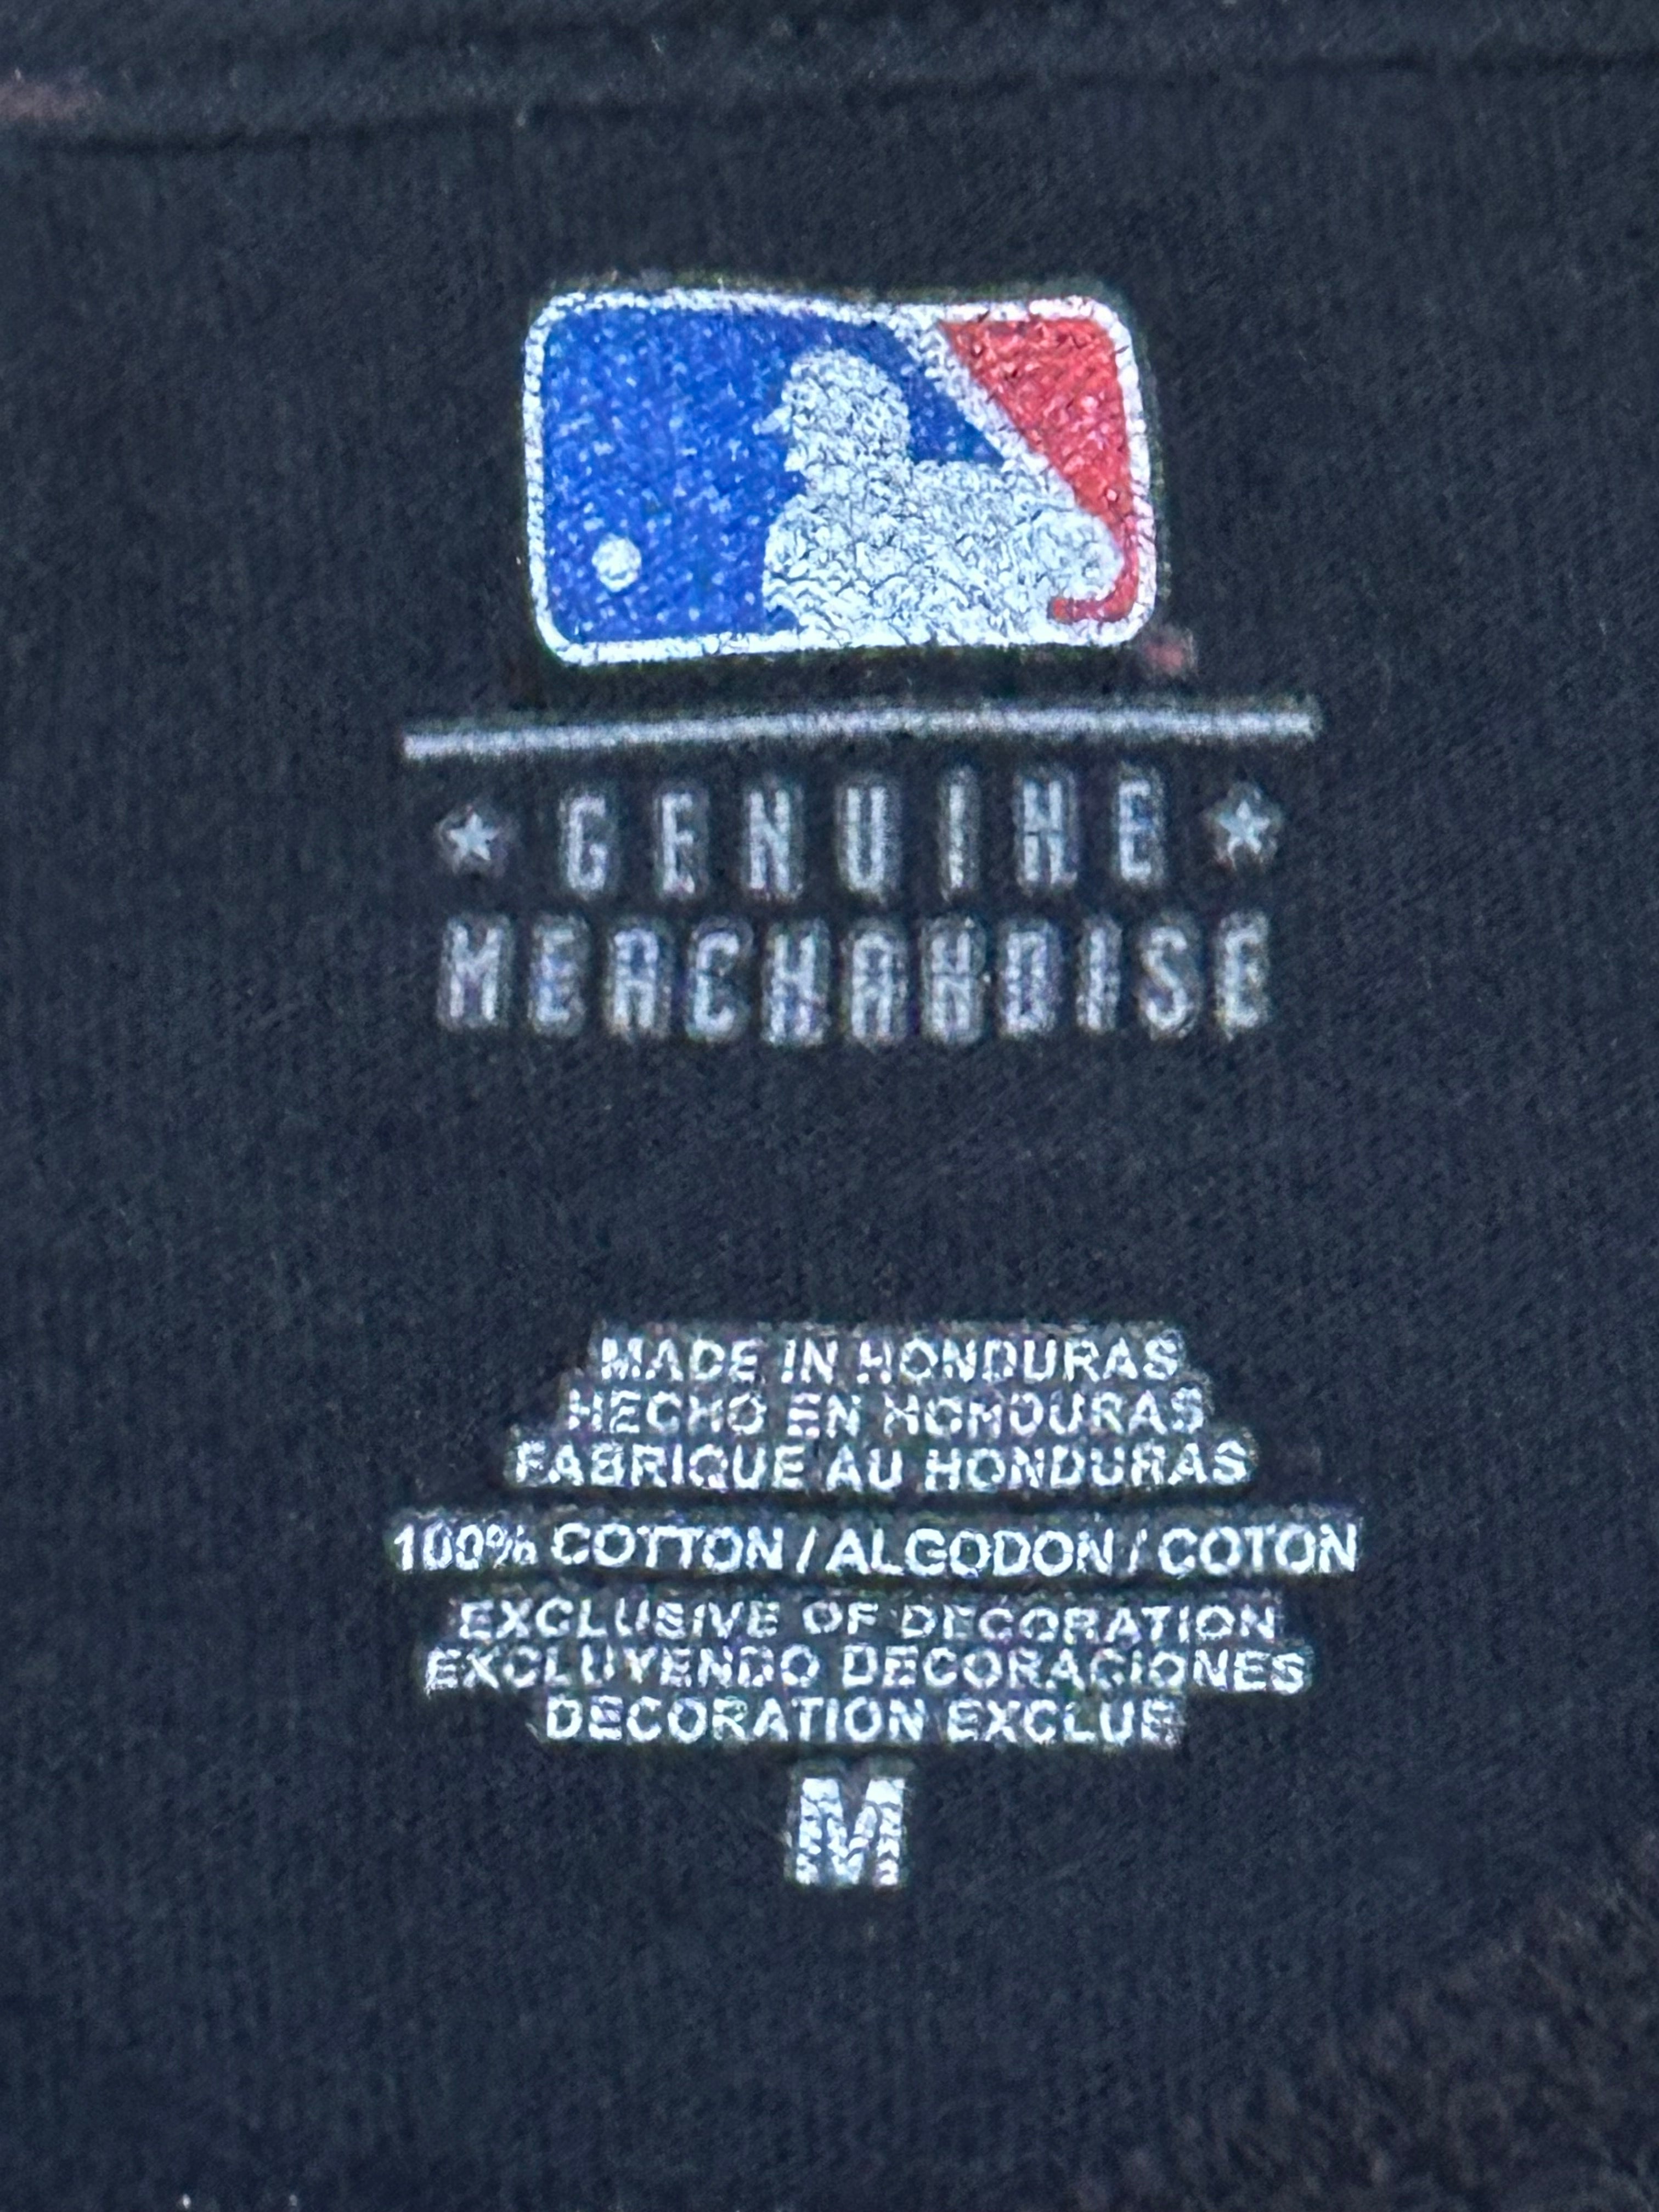 ★ GENUINE ★
MERCHANDISE
MADE IN HONDURAS
HECHO EN HONDURAS
FABRIQUE AU HONDURAS
100% COTTON / ALGODON / COTON
EXCLUSIVE OF DECORATION
EXCLUYENDO DECORACIONES
DECORATION EXCLUE
M